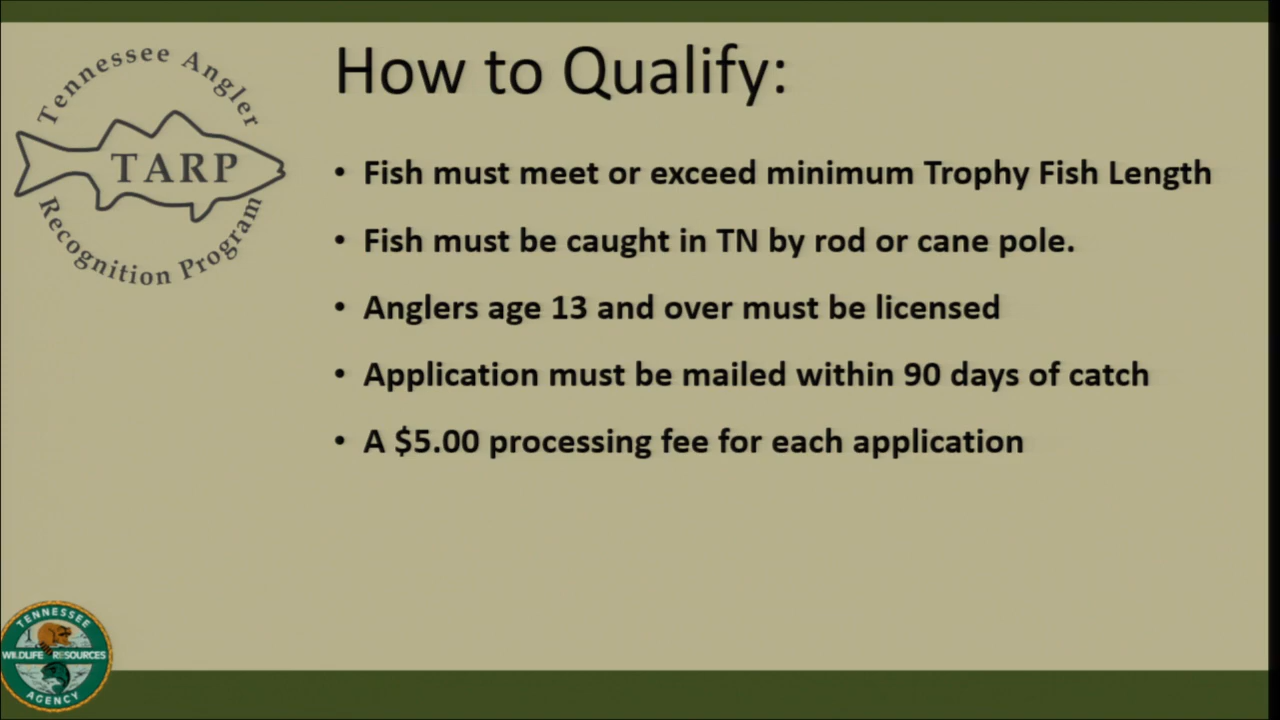 Tennessee Angler
TARP
Recognition Program
How to Qualify:
• Fish must meet or exceed minimum Trophy Fish Length
• Fish must be caught in TN by rod or cane pole.
• Anglers age 13 and over must be licensed
• Application must be mailed within 90 days of catch
• A $5.00 processing fee for each application
TENNESSEE
WILDLIFE RESOURCES
AGENCY